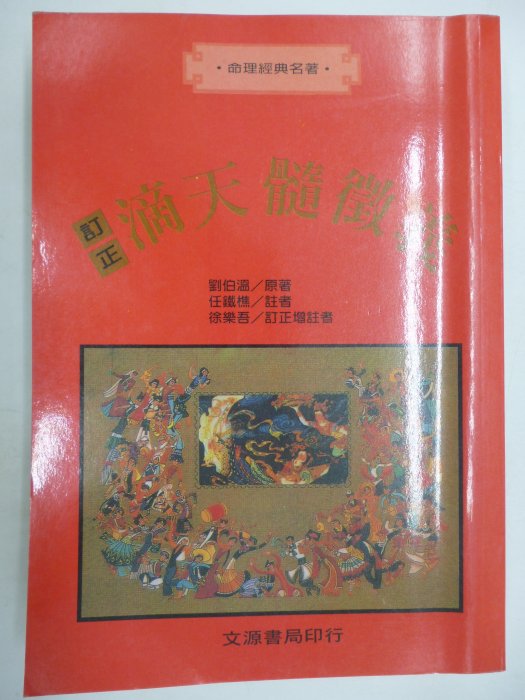 ·命理經典名著·
訂正
滴天髓徵義
劉伯溫／原著
任鐵樵／註者
徐樂吾／訂正增註者
文源書局印行